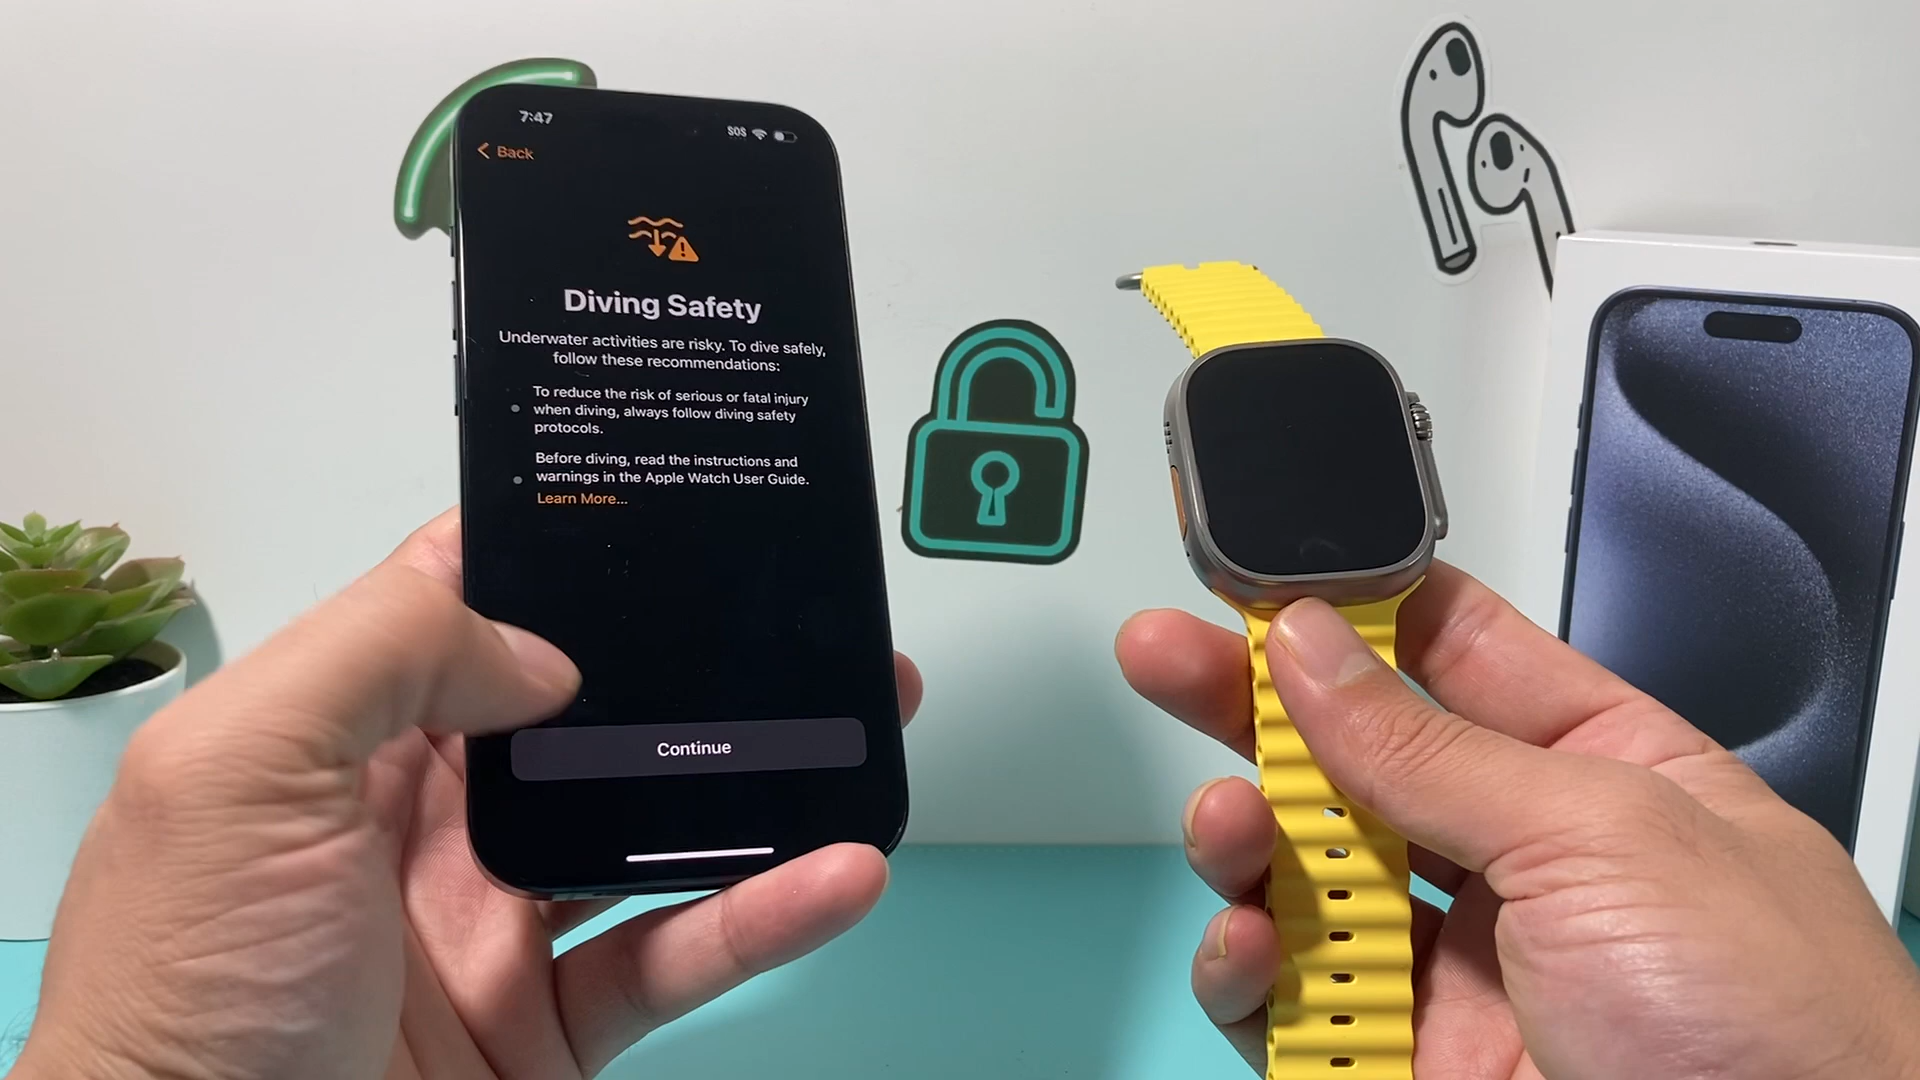 7:47
SOS
Back
Diving Safety
Underwater activities are risky. To dive safely,
follow these recommendations:
To reduce the risk of serious or fatal injury
when diving, always follow diving safety
protocols.
Before diving, read the instructions and
warnings in the Apple Watch User Guide.
Learn More...
Continue